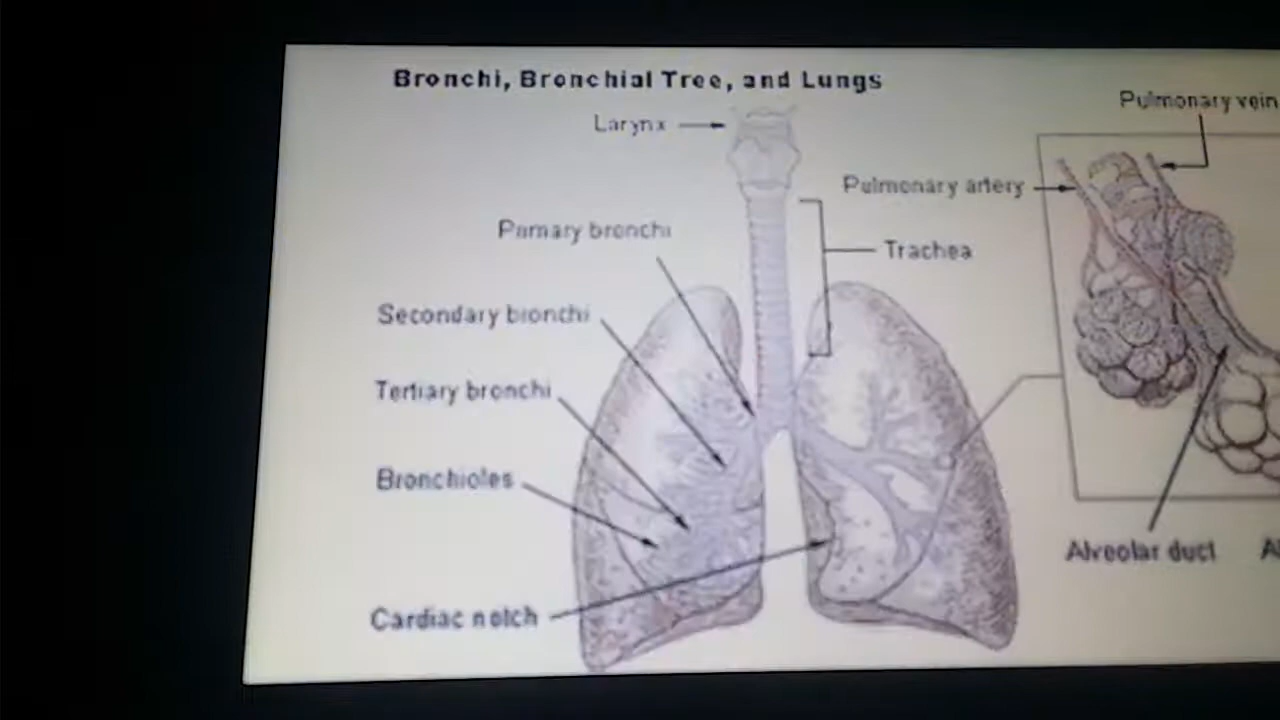 Bronchi, Bronchial Tree, and Lungs
Larynx
Pulmonary vein
Pulmonary artery
Primary bronchi
Trachea
Secondary bronchi
Tertiary bronchi
Bronchioles
Alveolar duct
Cardiac notch